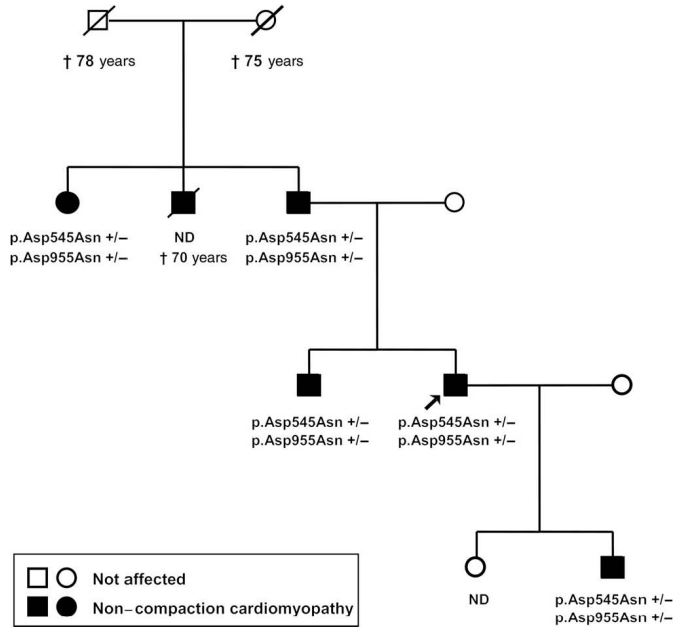 † 78 years
† 75 years
p.Asp545Asn +/–
p.Asp955Asn +/–
ND
† 70 years
p.Asp545Asn +/–
p.Asp955Asn +/–
p.Asp545Asn +/–
p.Asp955Asn +/–
p.Asp545Asn +/–
p.Asp955Asn +/–
ND
p.Asp545Asn +/–
p.Asp955Asn +/–
Not affected
Non–compaction cardiomyopathy